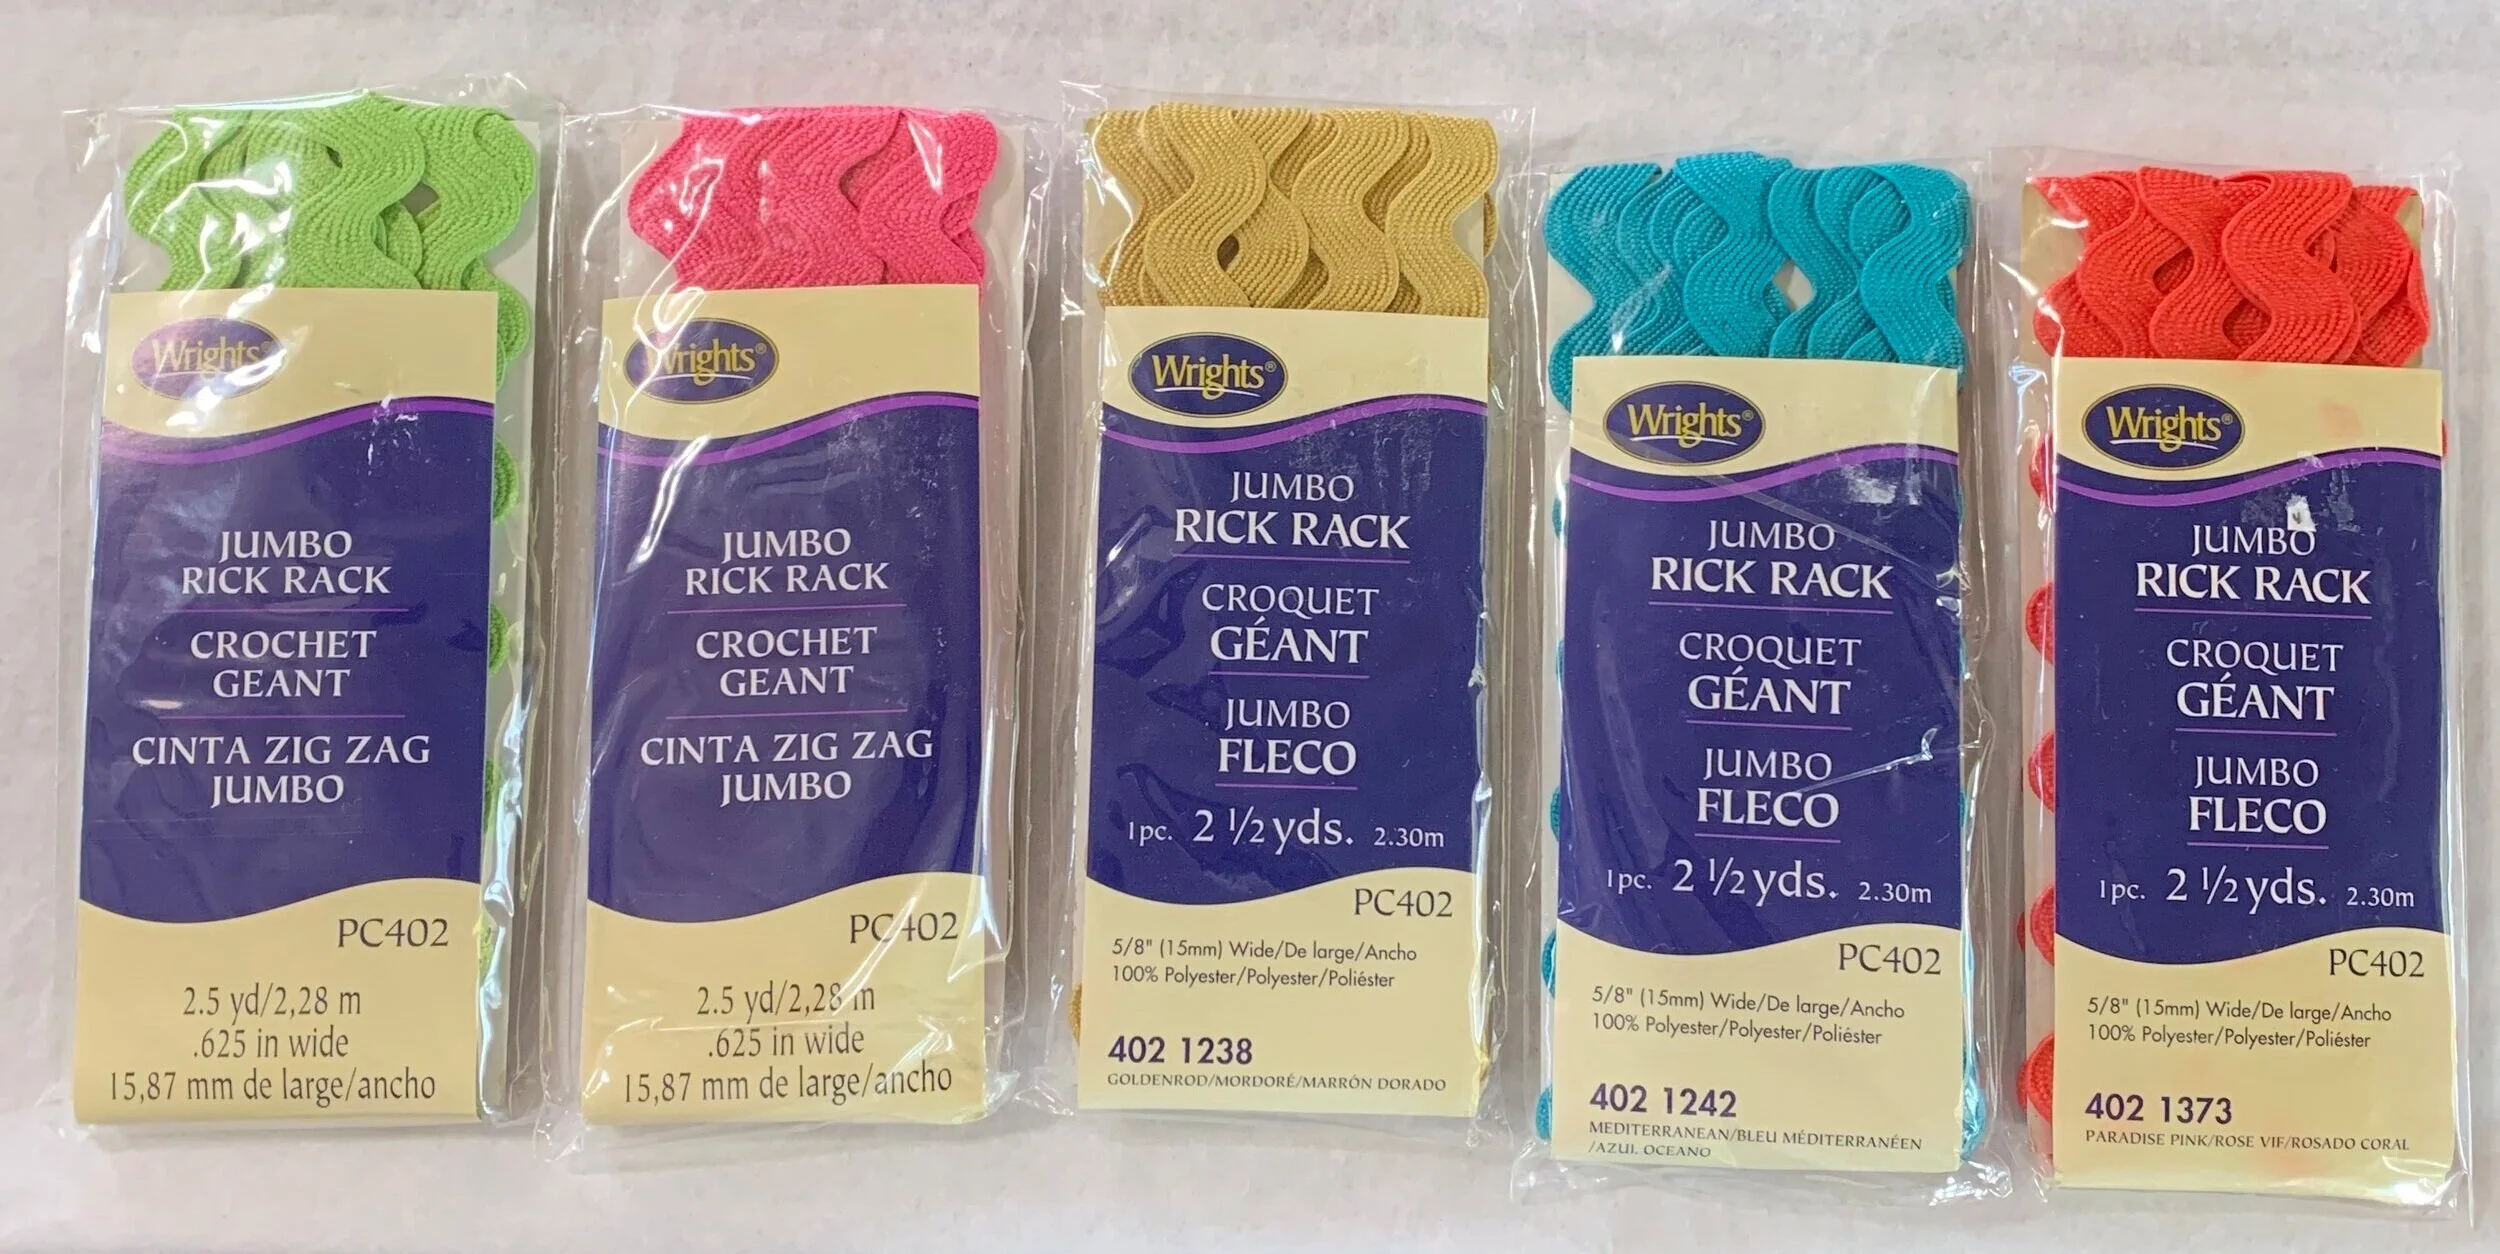 Wrights®
JUMBO
RICK RACK
CROCHET
GEANT
CINTA ZIG ZAG
JUMBO
PC402
2.5 yd/2,28 m
.625 in wide
15,87 mm de large/ancho
Wrights®
JUMBO
RICK RACK
CROCHET
GEANT
CINTA ZIG ZAG
JUMBO
PC402
2.5 yd/2,28 m
.625 in wide
15,87 mm de large/ancho
Wrights®
JUMBO
RICK RACK
CROQUET
GÉANT
JUMBO
FLECO
1pc. 2 ½ yds. 2.30m
PC402
5/8" (15mm) Wide/De large/Ancho
100% Polyester/Polyester/Poliéster
402 1238
GOLDENROD/MORDORÉ/MARRÓN DORADO
Wrights®
JUMBO
RICK RACK
CROQUET
GÉANT
JUMBO
FLECO
1pc. 2 ½ yds. 2.30m
PC402
5/8" (15mm) Wide/De large/Ancho
100% Polyester/Polyester/Poliéster
402 1242
MEDITERRANEAN/BLEU MÉDITERRANÉEN
/AZUL OCEANO
Wrights®
JUMBO
RICK RACK
CROQUET
GÉANT
JUMBO
FLECO
1pc. 2 ½ yds. 2.30m
PC402
5/8" (15mm) Wide/De large/Ancho
100% Polyester/Polyester/Poliéster
402 1373
PARADISE PINK/ROSE VIF/ROSADO CORAL